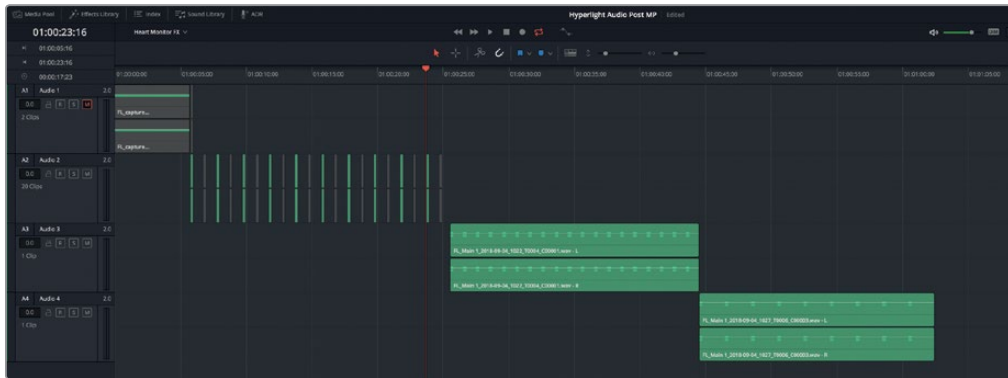 Media Pool Effects Library Index Sound Library ADR Hyperlight Audio Post MP Edited
01:00:23:16 Heart Monitor FX
01:00:05:16
01:00:23:16
00:00:17:23
01:00:00:00 01:00:05:00 01:00:10:00 01:00:15:00 01:00:20:00 01:00:25:00 01:00:30:00 01:00:35:00 01:00:40:00 01:00:45:00 01:00:50:00 01:00:55:00 01:01:00:00 01:01:05:00
A1 Audio 1 2.0
0.0 R S M
2 Clips
FL_capture...
FL_capture...
A2 Audio 2 2.0
0.0 R S M
20 Clips
A3 Audio 3 2.0
0.0 R S M
1 Clip
FL_Main 1_2018-09-04_1023_T0004_C0001.wav - L
FL_Main 1_2018-09-04_1023_T0004_C0001.wav - R
A4 Audio 4 2.0
0.0 R S M
1 Clip
FL_Main 1_2018-09-04_1027_T0006_C0003.wav - L
FL_Main 1_2018-09-04_1027_T0006_C0003.wav - R